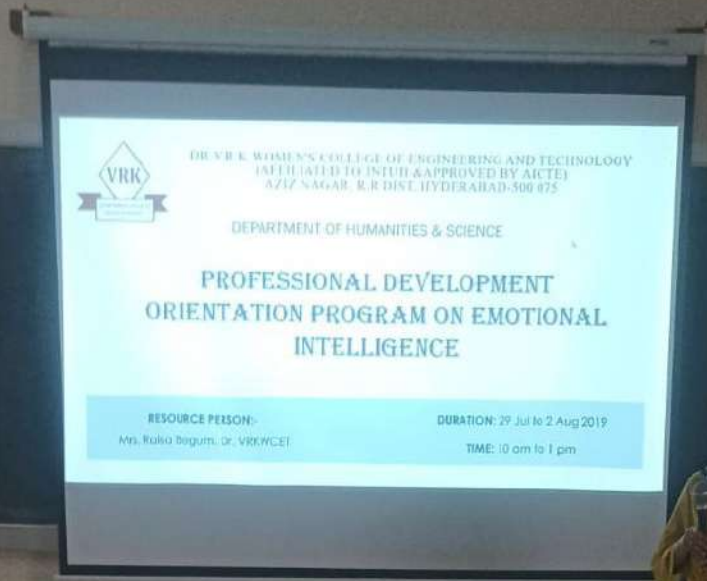 VRK
DR. V.R.K. WOMEN'S COLLEGE OF ENGINEERING AND TECHNOLOGY
(AFFILIATED TO JNTUH &APPROVED BY AICTE)
AZIZ NAGAR, R.R DIST, HYDERABAD-500 075
DEPARTMENT OF HUMANITIES & SCIENCE
PROFESSIONAL DEVELOPMENT
ORIENTATION PROGRAM ON EMOTIONAL
INTELLIGENCE
RESOURCE PERSON:-
Mrs. Begum, VRKWCET
DURATION: 29 Jul to 2 Aug 2019
TIME: 10 am to 1 pm